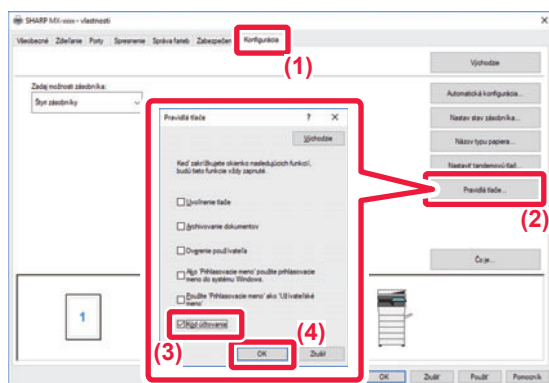 SHARP MX-xxxx - vlastnosti
Všeobecné Zdieľanie Porty Spresnenie Správa farieb Zabezpečen Konfigurácia
(1)
Východzie
Zadaj možnosti zásobníka:
Štyri zásobníky
Automatická konfigurácia...
Nastav stav zásobníka...
Názov typu papiera...
Nastaviť tandemovú tlač...
Pravidlá tlače...
(2)
Pravidlá tlače ? ×
Východzie
Keď zakrížkujete okienko nasledujúcich funkcií,
budú tieto funkcie vždy zapnuté.
Uvoľnenie tlače
Archivovanie dokumentov
Overenie používateľa
Ako 'Prihlasovacie meno' použite prihlasovacie
meno do systému Windows.
Použite 'Prihlasovacie meno' ako 'Užívateľské
meno'
Kód účtovania
(3)
(4)
OK Zrušiť
Čo je...
1
OK Zrušiť Použiť Pomocník